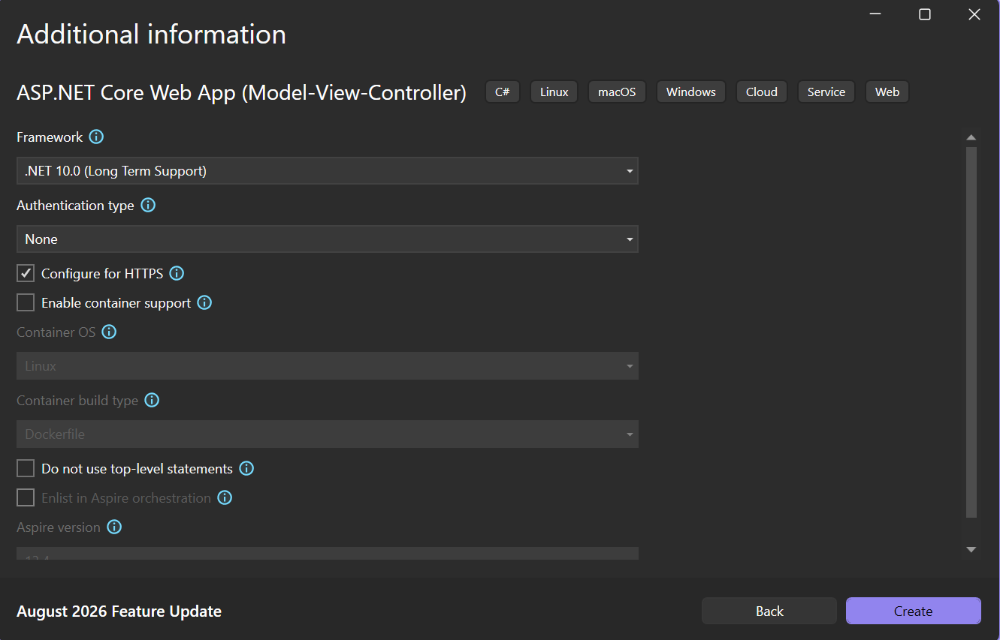 Additional information
ASP.NET Core Web App (Model-View-Controller) C# Linux macOS Windows Cloud Service Web
Framework
.NET 10.0 (Long Term Support)
Authentication type
None
Configure for HTTPS
Enable container support
Container OS
Linux
Container build type
Dockerfile
Do not use top-level statements
Enlist in Aspire orchestration
Aspire version
August 2026 Feature Update Back Create